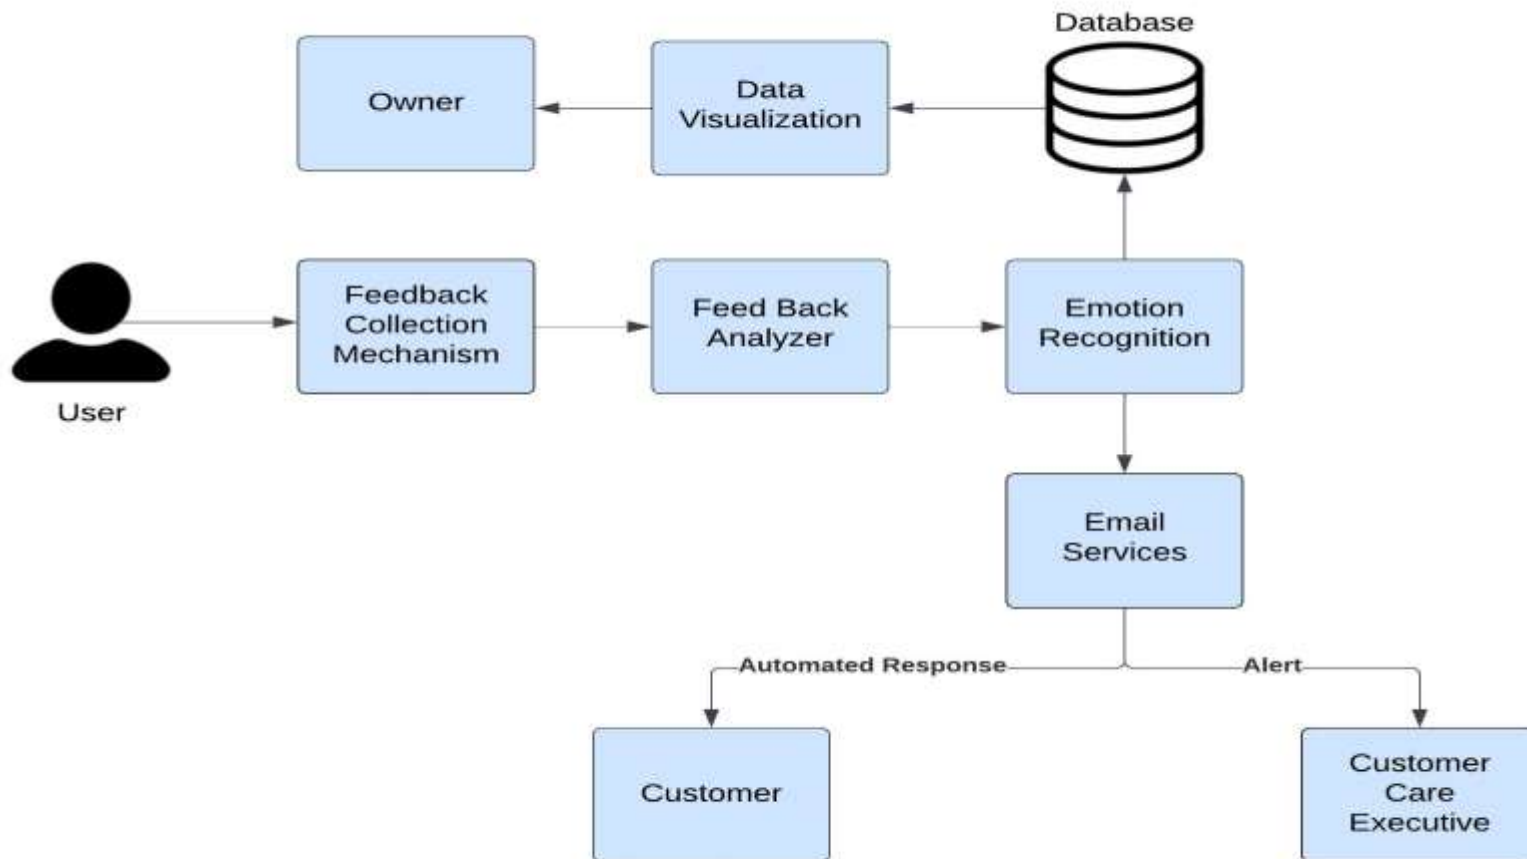 Database
Owner
Data
Visualization
Feedback
Collection
Mechanism
Feed Back
Analyzer
Emotion
Recognition
User
Email
Services
Automated Response
Alert
Customer
Customer
Care
Executive